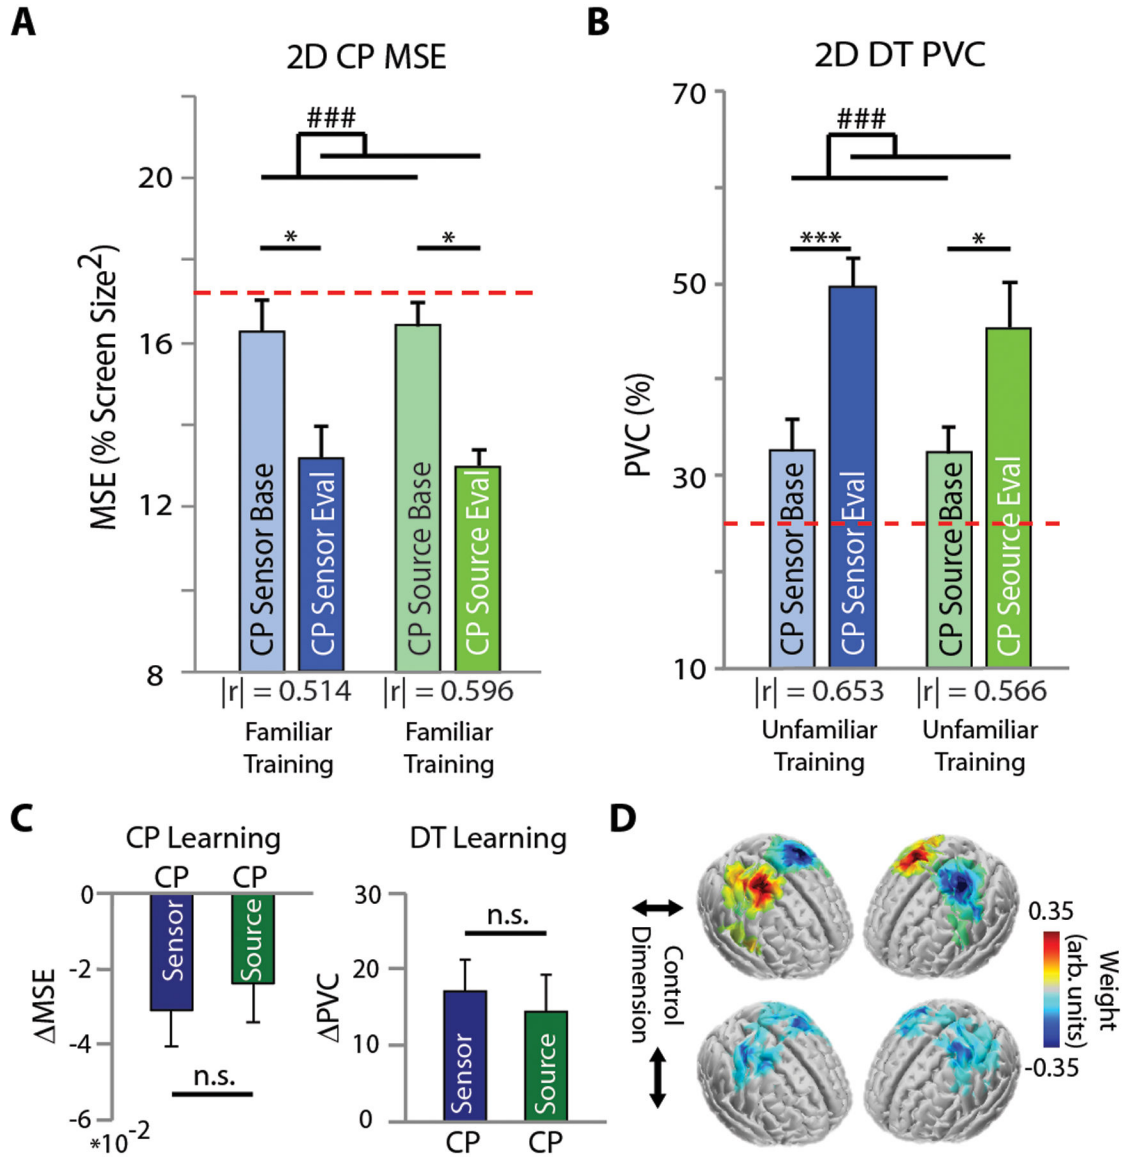 A
2D CP MSE
###
20
*
*
16
12
8
MSE (% Screen Size2)
CP Sensor Base
CP Sensor Eval
CP Source Base
CP Source Eval
|r| = 0.514
|r| = 0.596
Familiar
Training
Familiar
Training
B
2D DT PVC
70
###
***
*
50
30
10
PVC (%)
CP Sensor Base
CP Sensor Eval
CP Source Base
CP Seource Eval
|r| = 0.653
|r| = 0.566
Unfamiliar
Training
Unfamiliar
Training
C
CP Learning
CP
CP
0
-2
-4
-6
*10-2
ΔMSE
Sensor
Source
n.s.
DT Learning
30
20
10
0
ΔPVC
n.s.
Sensor
Source
CP
CP
D
Control
Dimension
0.35
-0.35
Weight
(arb. units)